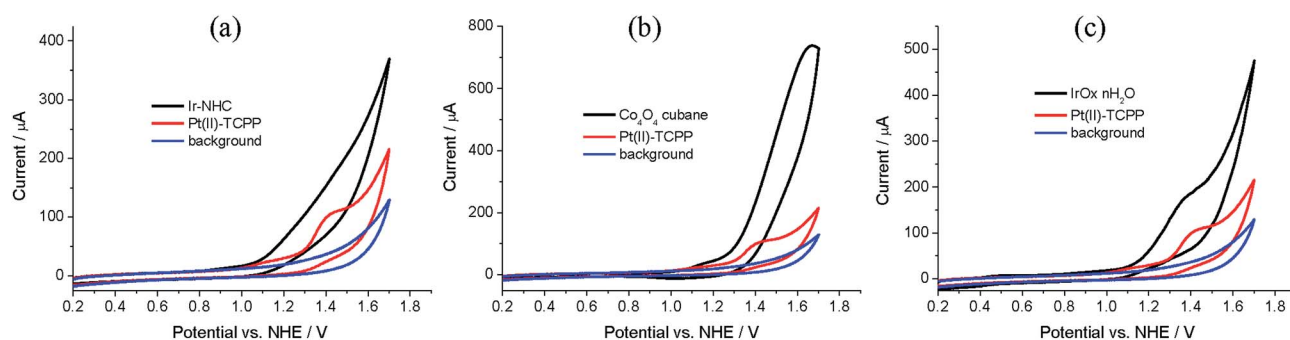 (a)
400
300
200
100
0
Current / µA
Ir-NHC
Pt(II)-TCPP
background
0.2 0.4 0.6 0.8 1.0 1.2 1.4 1.6 1.8
Potential vs. NHE / V
(b)
800
600
400
200
0
Current / µA
Co₄O₄ cubane
Pt(II)-TCPP
background
0.2 0.4 0.6 0.8 1.0 1.2 1.4 1.6 1.8
Potential vs. NHE / V
(c)
500
400
300
200
100
0
Current / µA
IrOx nH₂O
Pt(II)-TCPP
background
0.2 0.4 0.6 0.8 1.0 1.2 1.4 1.6 1.8
Potential vs. NHE / V